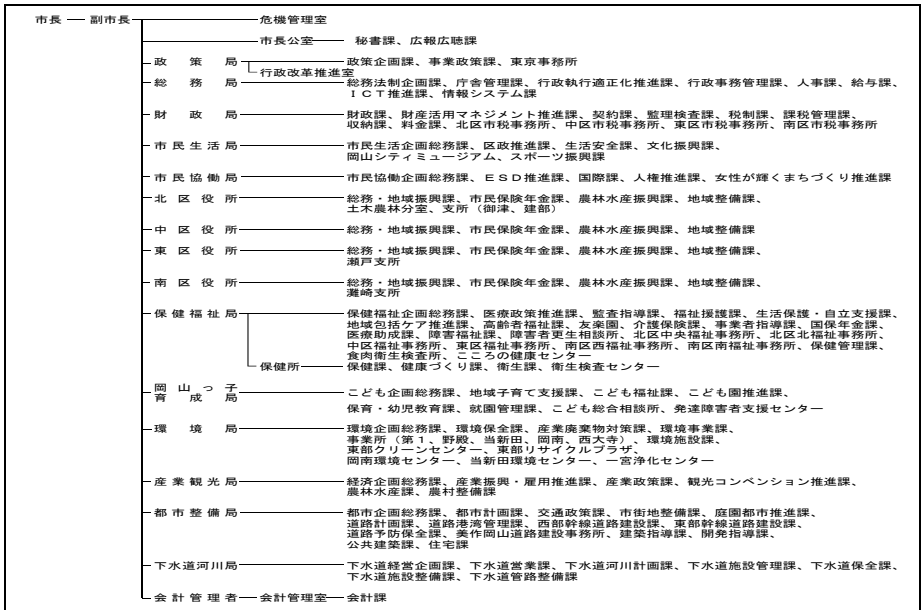 市長 副市長 危機管理室
市長公室 秘書課、広報広聴課
政策局 政策企画課、事業政策課、東京事務所
行政改革推進室
総務局 総務法制企画課、庁舎管理課、行政執行適正化推進課、行政事務管理課、人事課、給与課、
ICT推進課、情報システム課
財政局 財政課、財産活用マネジメント推進課、契約課、監理検査課、税制課、課税管理課、
収納課、料金課、北区市税事務所、中区市税事務所、東区市税事務所、南区市税事務所
市民生活局 市民生活企画総務課、区政推進課、生活安全課、文化振興課、
岡山シティミュージアム、スポーツ振興課
市民協働局 市民協働企画総務課、ESD推進課、国際課、人権推進課、女性が輝くまちづくり推進課
北区役所 総務・地域振興課、市民保険年金課、農林水産振興課、地域整備課、
土木農林分室、支所（御津、建部）
中区役所 総務・地域振興課、市民保険年金課、農林水産振興課、地域整備課
東区役所 総務・地域振興課、市民保険年金課、農林水産振興課、地域整備課、
瀬戸支所
南区役所 総務・地域振興課、市民保険年金課、農林水産振興課、地域整備課、
灘崎支所
保健福祉局 保健福祉企画総務課、医療政策推進課、監査指導課、福祉援護課、生活保護・自立支援課、
地域包括ケア推進課、高齢者福祉課、友楽園、介護保険課、事業者指導課、国保年金課、
医療助成課、障害福祉課、障害者更生相談所、北区中央福祉事務所、北区北福祉事務所、
中区福祉事務所、東区福祉事務所、南区西福祉事務所、南区南福祉事務所、保健管理課、
食肉衛生検査所、こころの健康センター
保健所 保健課、健康づくり課、衛生課、衛生検査センター
岡山っ子
育成局 こども企画総務課、地域子育て支援課、こども福祉課、こども園推進課、
保育・幼児教育課、就園管理課、こども総合相談所、発達障害者支援センター
環境局 環境企画総務課、環境保全課、産業廃棄物対策課、環境事業課、
事業所（第1、野殿、当新田、岡南、西大寺）、環境施設課、
東部クリーンセンター、東部リサイクルプラザ、
岡南環境センター、当新田環境センター、一宮浄化センター
産業観光局 経済企画総務課、産業振興・雇用推進課、産業政策課、観光コンベンション推進課、
農林水産課、農村整備課
都市整備局 都市企画総務課、都市計画課、交通政策課、市街地整備課、庭園都市推進課、
道路計画課、道路港湾管理課、西部幹線道路建設課、東部幹線道路建設課、
道路予防保全課、美作岡山道路建設事務所、建築指導課、開発指導課、
公共建築課、住宅課
下水道河川局 下水道経営企画課、下水道営業課、下水道河川計画課、下水道施設管理課、下水道保全課、
下水道施設整備課、下水道管路整備課
会計管理者 会計管理室 会計課